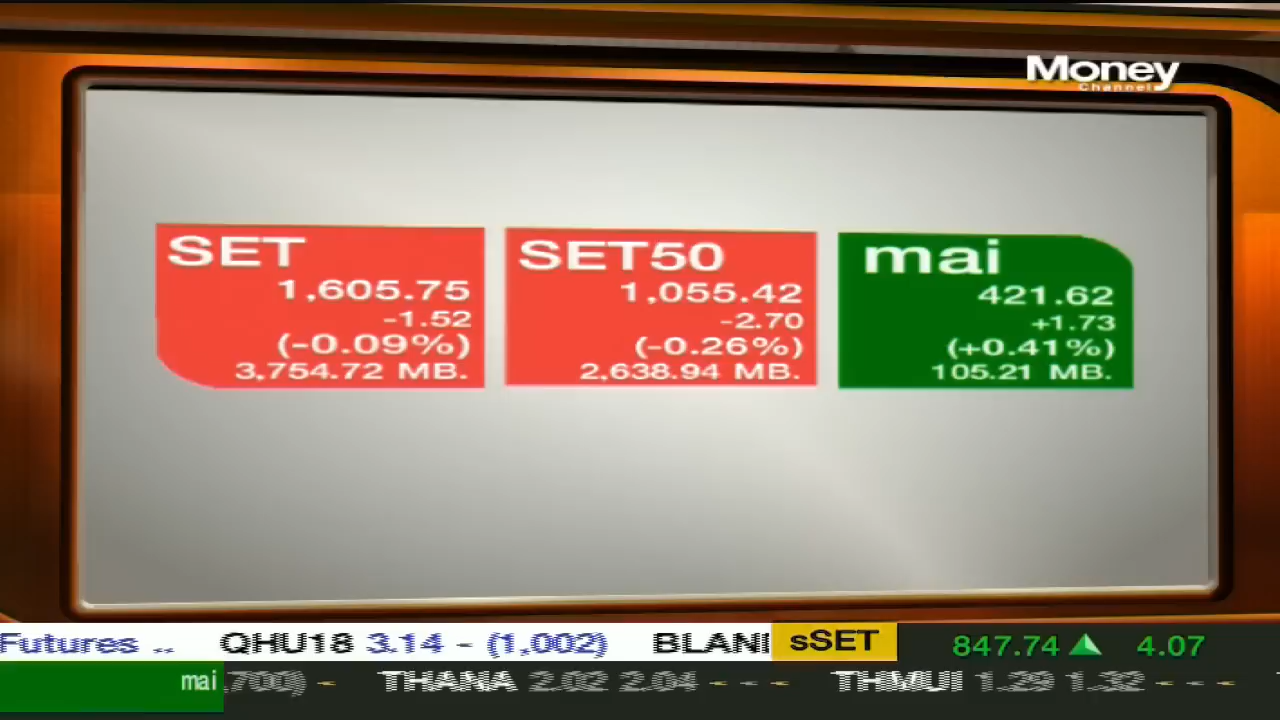 Money
Channel
SET
1,605.75
-1.52
(-0.09%)
3,754.72 MB.
SET50
1,055.42
-2.70
(-0.26%)
2,638.94 MB.
mai
421.62
+1.73
(+0.41%)
105.21 MB.
Futures .. QHU18 3.14 - (1,002) BLAN sSET 847.74 ▲ 4.07
mai ,700) - THANA 2.02 2.04 - - - THMUI 1.29 1.32 - - -